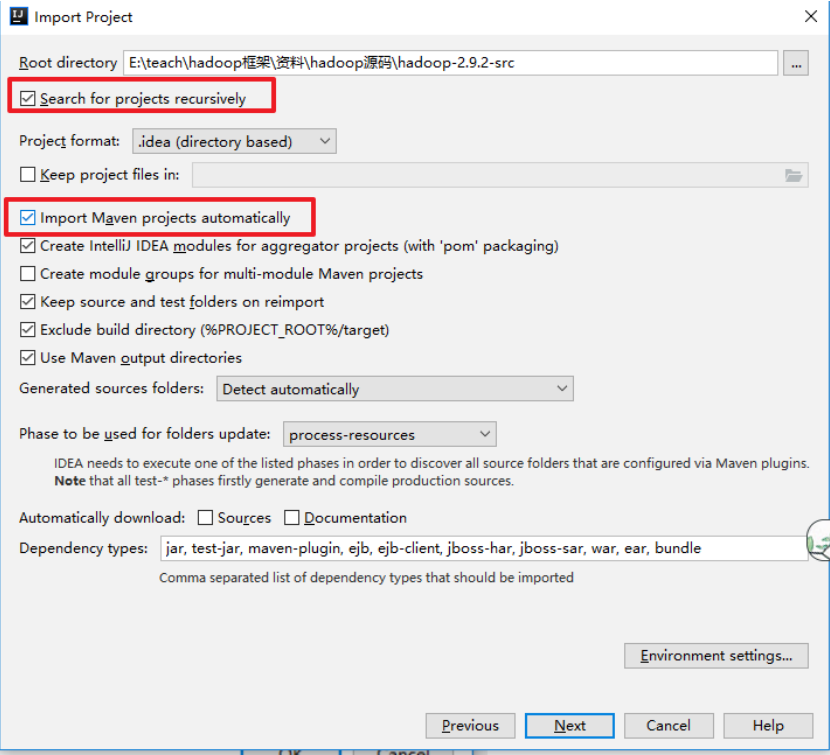 Import Project
Root directory E:\teach\hadoop框架\资料\hadoop源码\hadoop-2.9.2-src ...
Search for projects recursively
Project format: .idea (directory based)
Keep project files in:
Import Maven projects automatically
Create IntelliJ IDEA modules for aggregator projects (with 'pom' packaging)
Create module groups for multi-module Maven projects
Keep source and test folders on reimport
Exclude build directory (%PROJECT_ROOT%/target)
Use Maven output directories
Generated sources folders: Detect automatically
Phase to be used for folders update: process-resources
IDEA needs to execute one of the listed phases in order to discover all source folders that are configured via Maven plugins.
Note that all test-* phases firstly generate and compile production sources.
Automatically download: Sources Documentation
Dependency types: jar, test-jar, maven-plugin, ejb, ejb-client, jboss-har, jboss-sar, war, ear, bundle
Comma separated list of dependency types that should be imported
Environment settings...
Previous Next Cancel Help